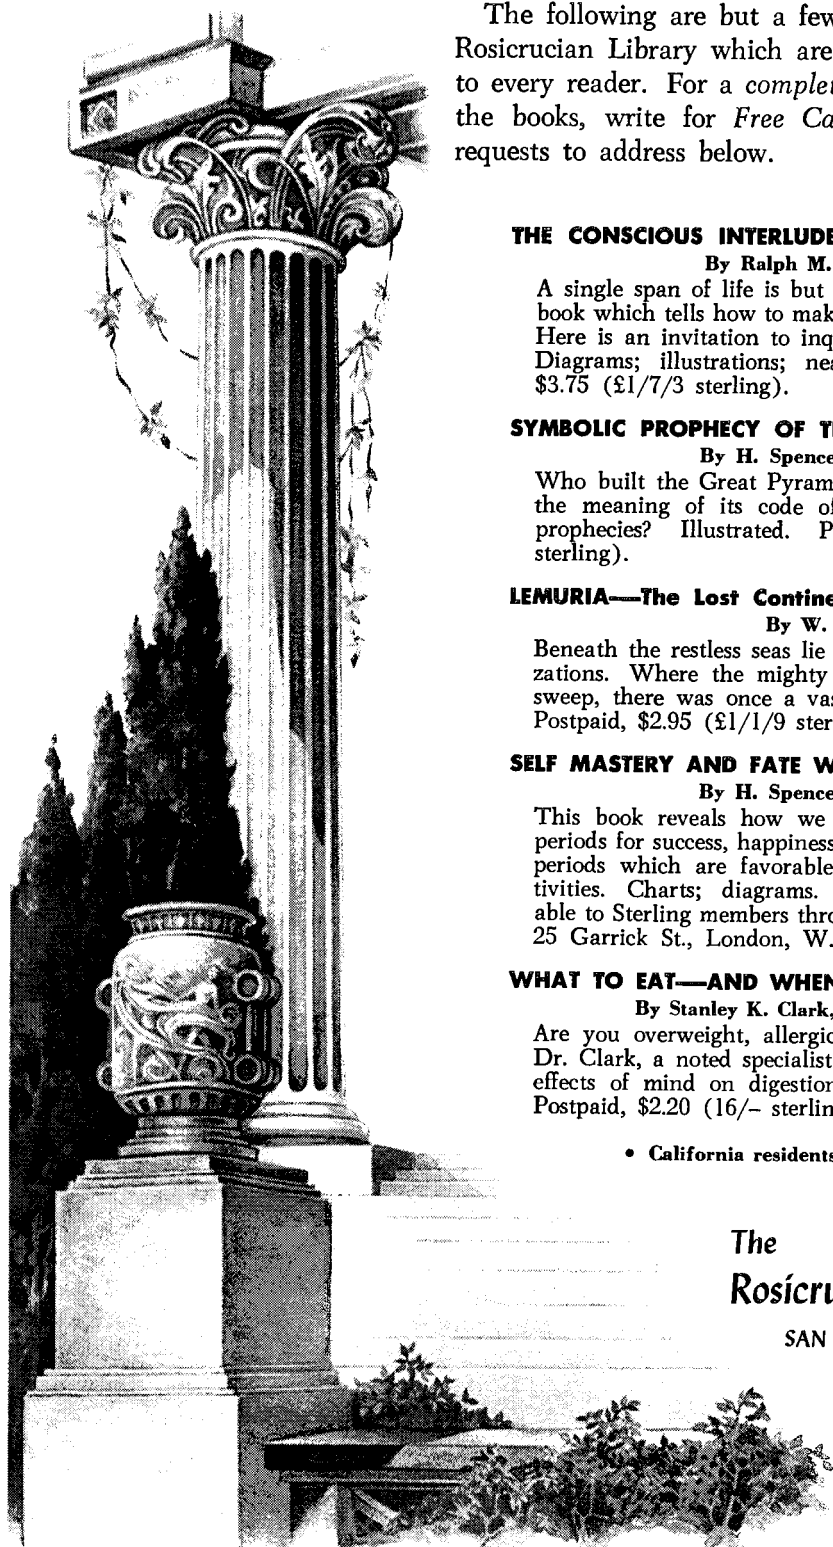 The following are but a few
Rosicrucian Library which are
to every reader. For a complet
the books, write for Free Ca
requests to address below.
THE CONSCIOUS INTERLUDE
By Ralph M.
A single span of life is but
book which tells how to mak
Here is an invitation to inq
Diagrams; illustrations; nea
$3.75 (£1/7/3 sterling).
SYMBOLIC PROPHECY OF T
By H. Spence
Who built the Great Pyram
the meaning of its code of
prophecies? Illustrated. P
sterling).
LEMURIA—The Lost Contine
By W.
Beneath the restless seas lie
zations. Where the mighty
sweep, there was once a va
Postpaid, $2.95 (£1/1/9 ster
SELF MASTERY AND FATE W
By H. Spence
This book reveals how we
periods for success, happiness
periods which are favorable
tivities. Charts; diagrams.
able to Sterling members thro
25 Garrick St., London, W.
WHAT TO EAT—AND WHEN
By Stanley K. Clark,
Are you overweight, allergic
Dr. Clark, a noted specialist
effects of mind on digestion
Postpaid, $2.20 (16/– sterlin
• California residents
The
Rosicru
SAN